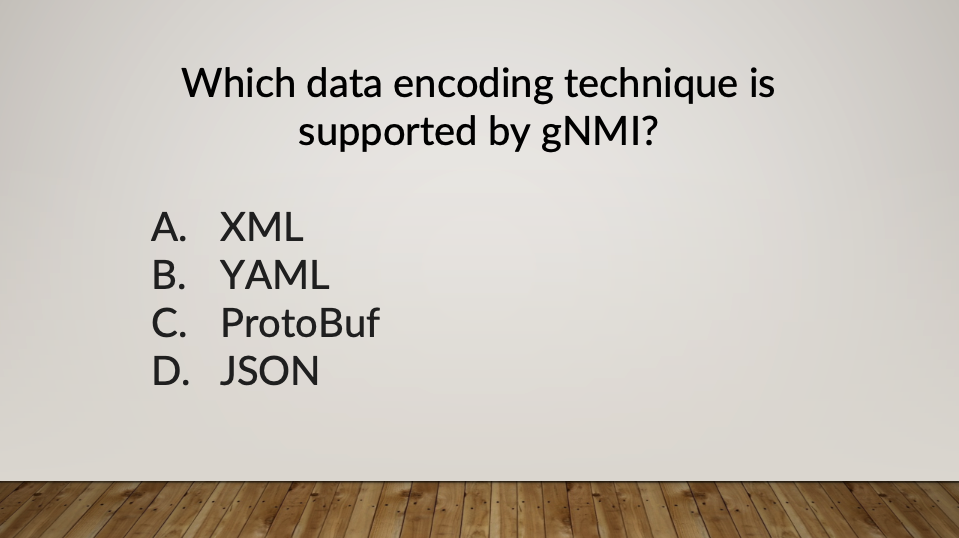 Which data encoding technique is
supported by gNMI?
A. XML
B. YAML
C. ProtoBuf
D. JSON